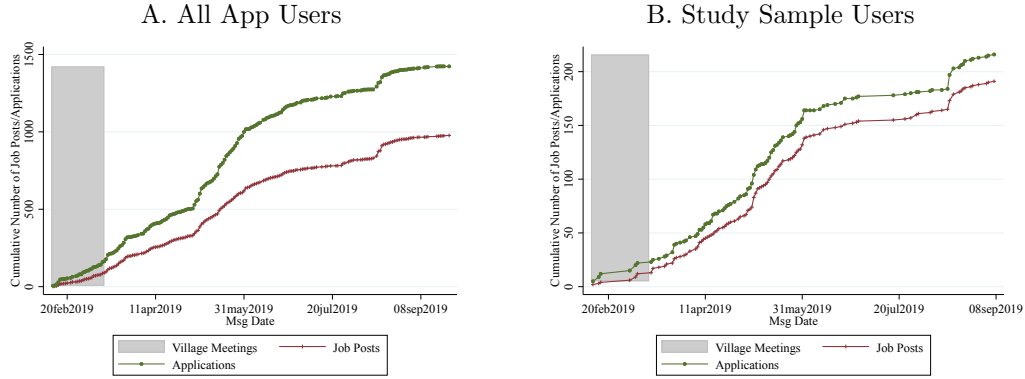 A. All App Users
Cumulative Number of Job Posts/Applications
1500
1000
500
0
20feb2019 11apr2019 31may2019 20jul2019 08sep2019
Msg Date
Village Meetings Job Posts
Applications
B. Study Sample Users
Cumulative Number of Job Posts/Applications
200
150
100
50
0
20feb2019 11apr2019 31may2019 20jul2019 08sep2019
Msg Date
Village Meetings Job Posts
Applications